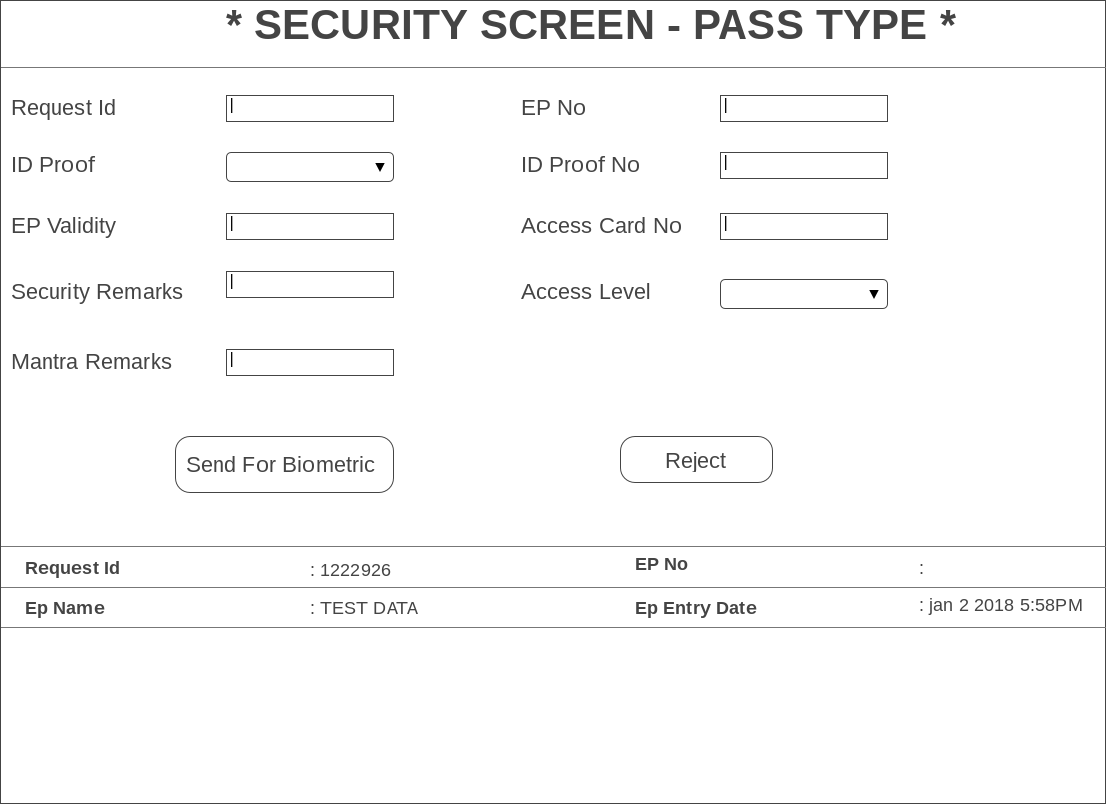 * SECURITY SCREEN - PASS TYPE *
Request Id EP No
ID Proof ID Proof No
EP Validity Access Card No
Security Remarks Access Level
Mantra Remarks
Send For Biometric Reject
Request Id : 1222926 EP No :
Ep Name : TEST DATA Ep Entry Date : jan 2 2018 5:58PM